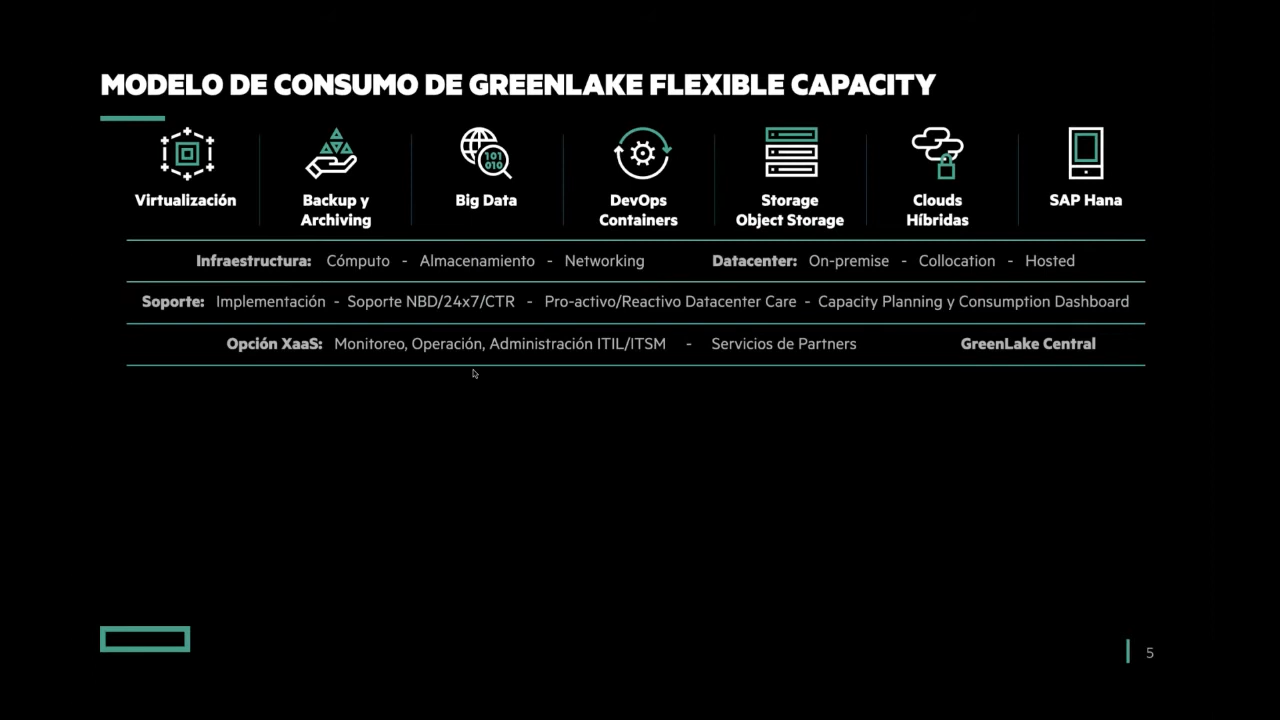 MODELO DE CONSUMO DE GREENLAKE FLEXIBLE CAPACITY
Virtualización
Backup y
Archiving
101
010
Big Data
DevOps
Containers
Storage
Object Storage
Clouds
Híbridas
SAP Hana
Infraestructura: Cómputo - Almacenamiento - Networking Datacenter: On-premise - Collocation - Hosted
Soporte: Implementación - Soporte NBD/24x7/CTR - Pro-activo/Reactivo Datacenter Care - Capacity Planning y Consumption Dashboard
Opción XaaS: Monitoreo, Operación, Administración ITIL/ITSM - Servicios de Partners GreenLake Central
5